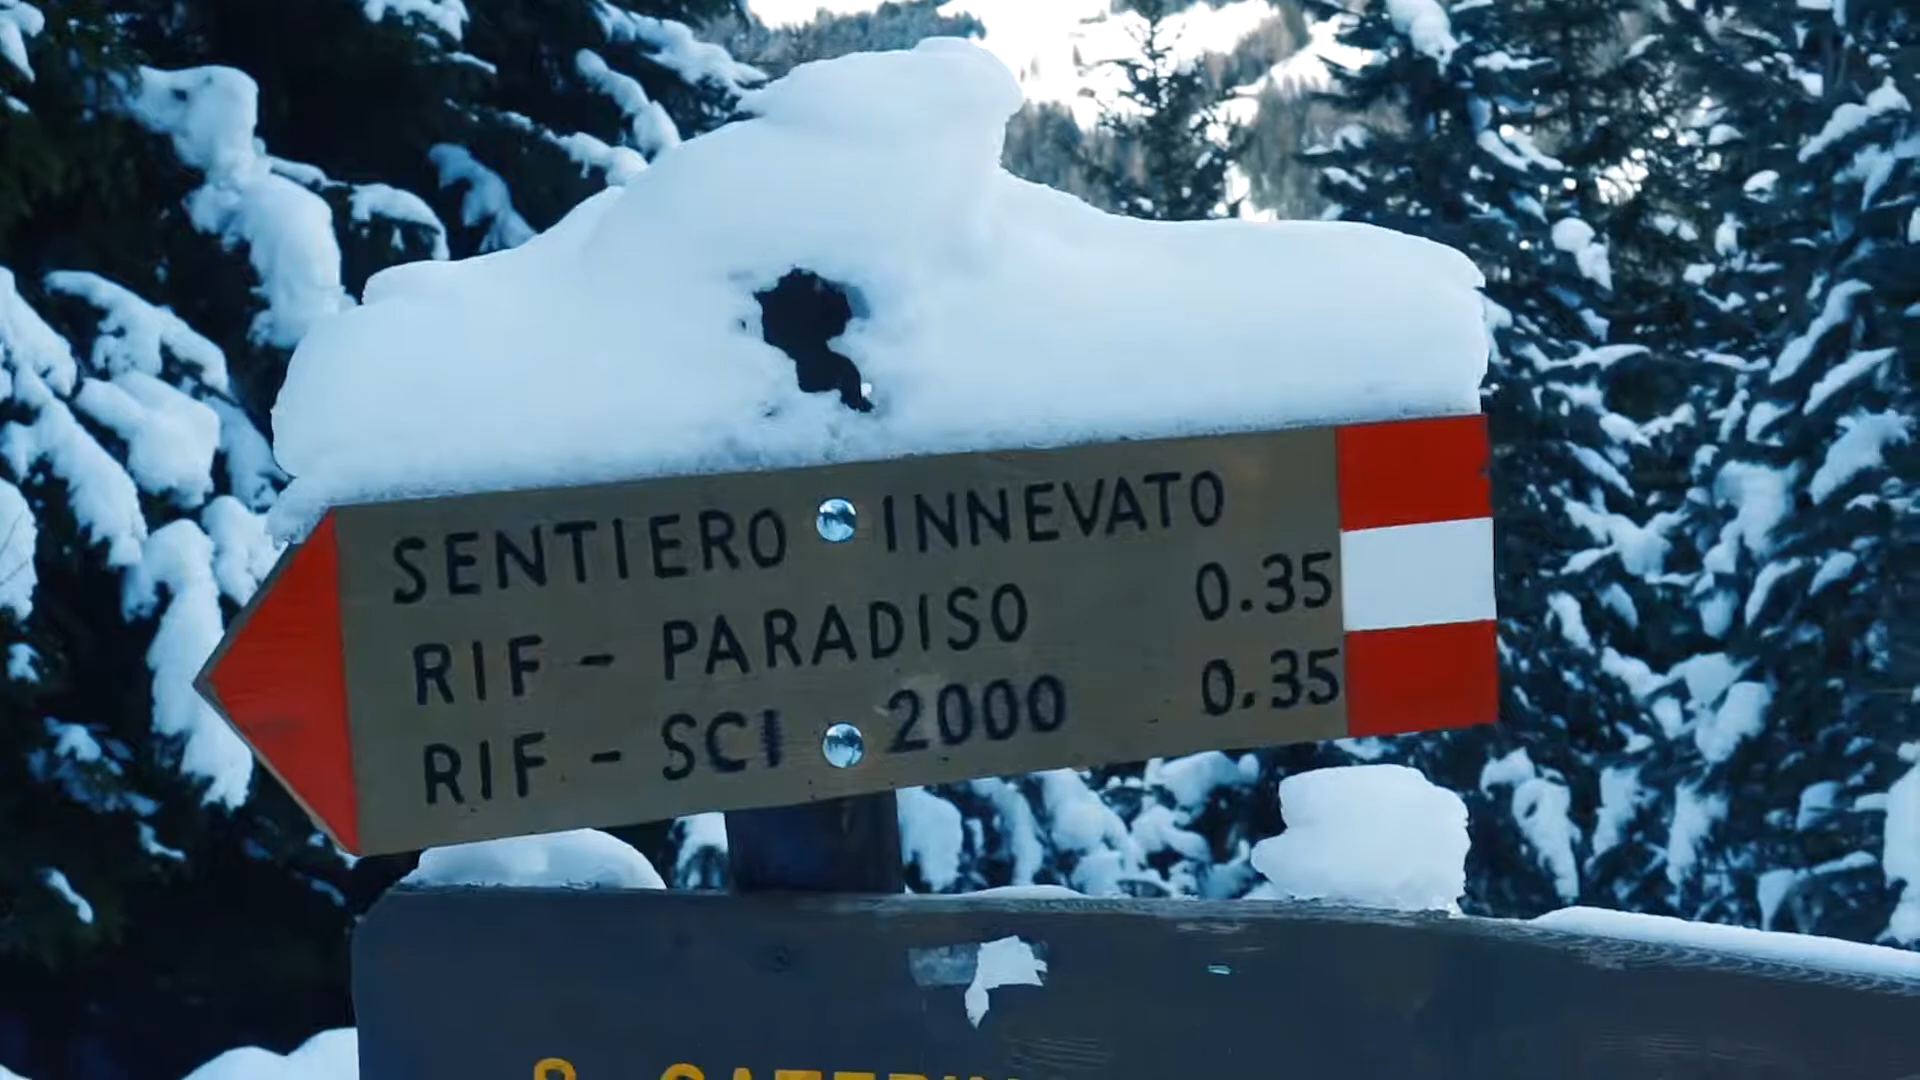 SENTIERO INNEVATO
RIF - PARADISO 0.35
RIF - SCI 2000 0.35